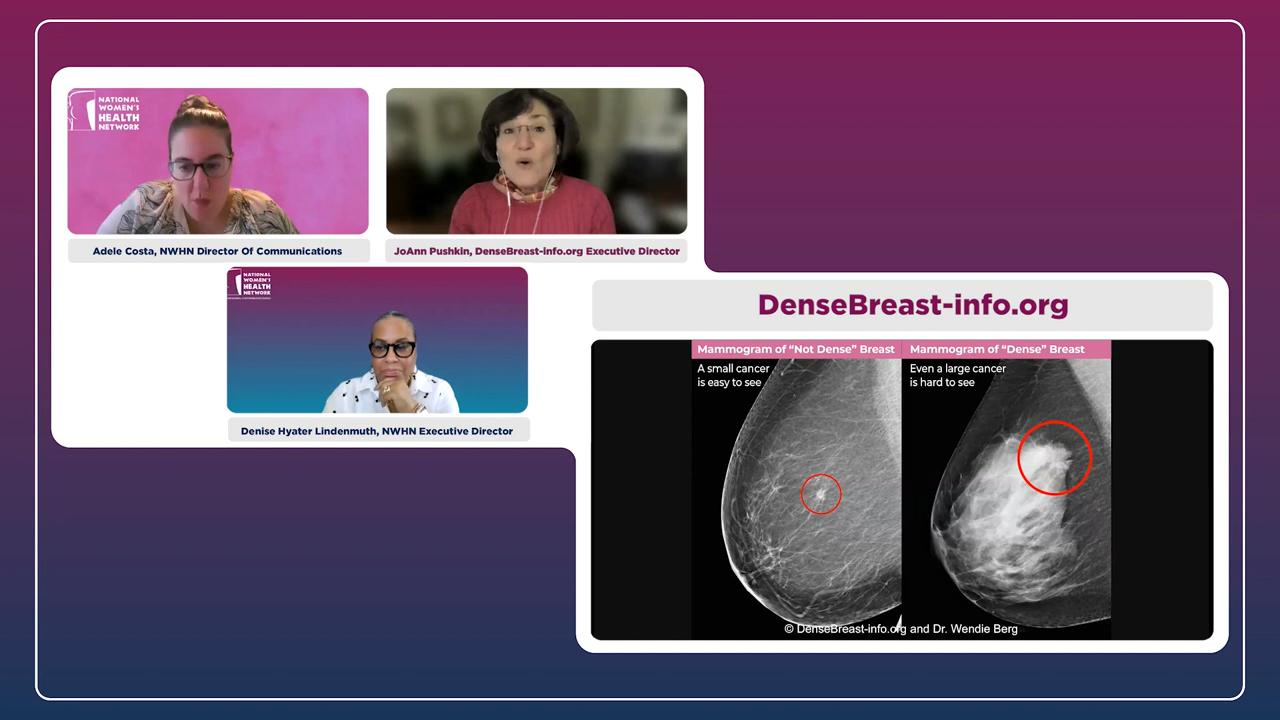 NATIONAL
WOMEN'S
HEALTH
NETWORK
Adele Costa, NWHN Director Of Communications
JoAnn Pushkin, DenseBreast-info.org Executive Director
NATIONAL
WOMEN'S
HEALTH
NETWORK
Denise Hyater Lindenmuth, NWHN Executive Director
DenseBreast-info.org
Mammogram of “Not Dense” Breast
A small cancer
is easy to see
Mammogram of “Dense” Breast
Even a large cancer
is hard to see
© DenseBreast-info.org and Dr. Wendie Berg